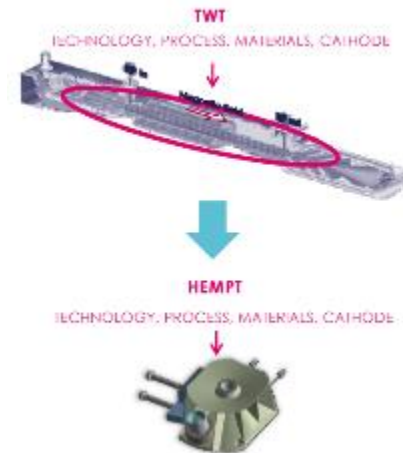 TWT
TECHNOLOGY, PROCESS, MATERIALS, CATHODE
HEMPT
TECHNOLOGY, PROCESS, MATERIALS, CATHODE